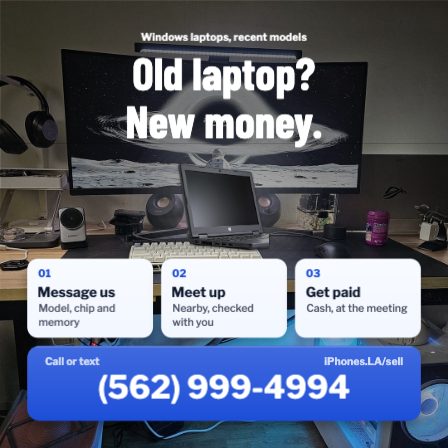 Windows laptops, recent models
Old laptop?
New money.
01
Message us
Model, chip and
memory
02
Meet up
Nearby, checked
with you
03
Get paid
Cash, at the meeting
Call or text
iPhones.LA/sell
(562) 999-4994